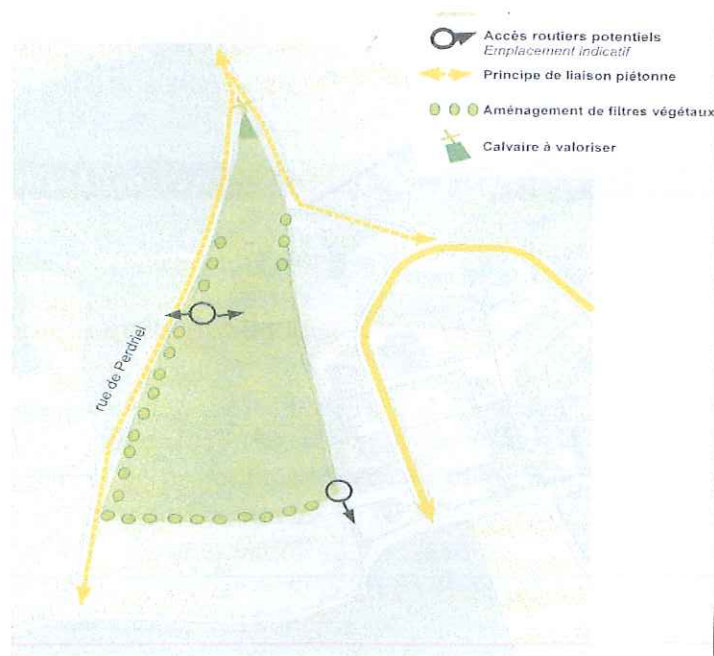 Accès routiers potentiels
Emplacement indicatif
Principe de liaison piétonne
Aménagement de filtres végétaux
Calvaire à valoriser
rue de Perdriel